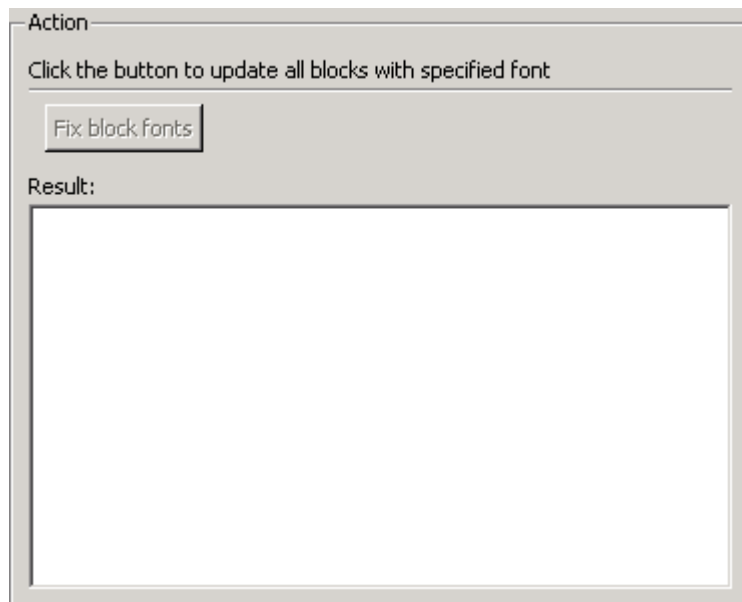 Action
Click the button to update all blocks with specified font
Fix block fonts
Result: